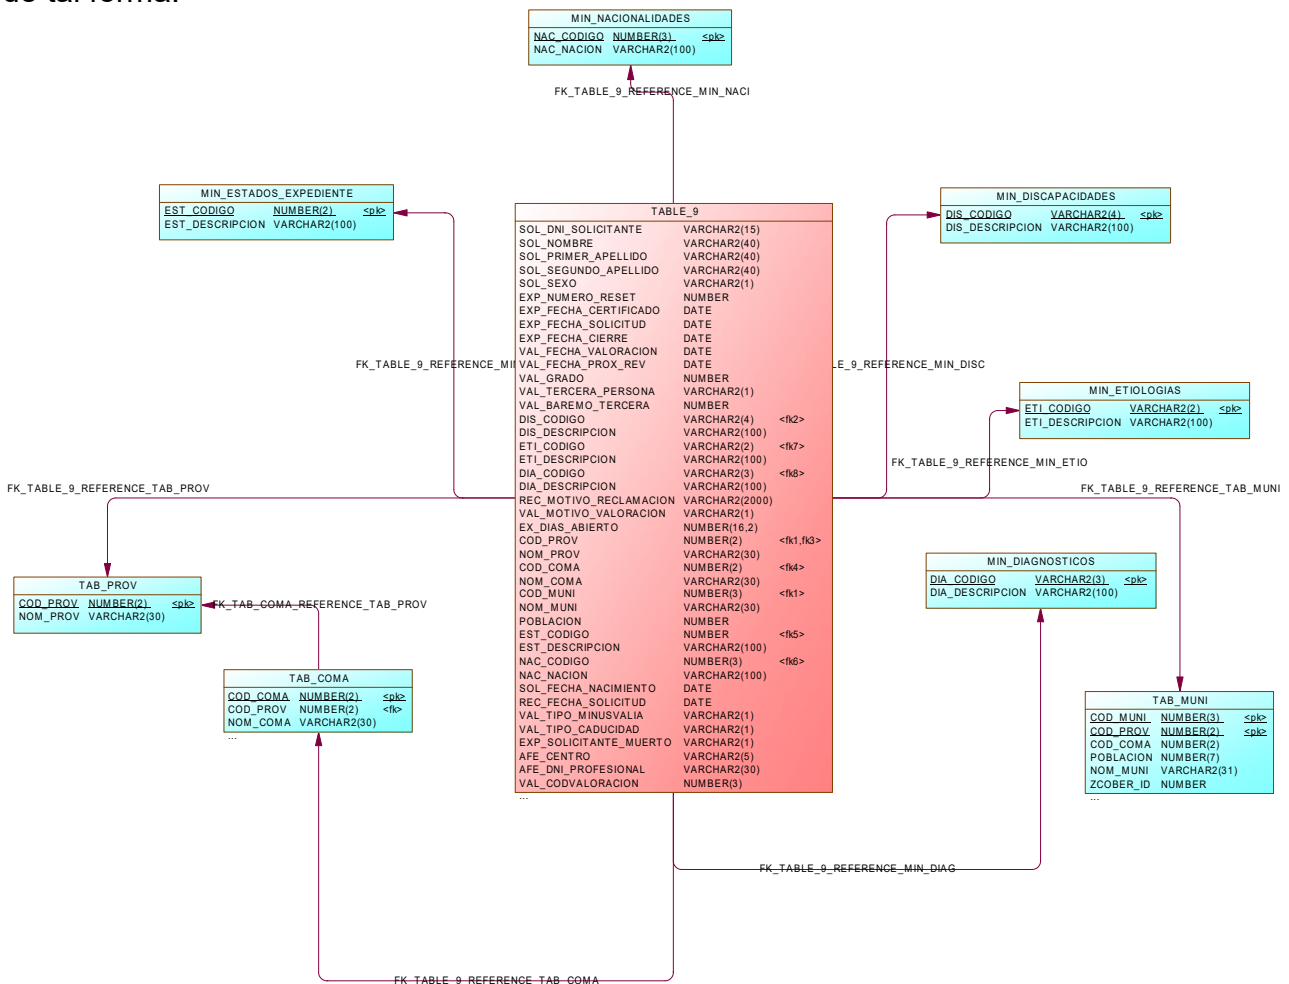 de tal forma:
MIN_NACIONALIDADES
NAC_CODIGO NUMBER(3) <pk>
NAC_NACION VARCHAR2(100)
FK_TABLE_9_REFERENCE_MIN_NACI
MIN_ESTADOS_EXPEDIENTE
EST_CODIGO NUMBER(2) <pk>
EST_DESCRIPCION VARCHAR2(100)
MIN_DISCAPACIDADES
DIS_CODIGO VARCHAR2(4) <pk>
DIS_DESCRIPCION VARCHAR2(100)
TABLE_9
SOL_DNI_SOLICITANTE VARCHAR2(15)
SOL_NOMBRE VARCHAR2(40)
SOL_PRIMER_APELLIDO VARCHAR2(40)
SOL_SEGUNDO_APELLIDO VARCHAR2(40)
SOL_SEXO VARCHAR2(1)
EXP_NUMERO_RESET NUMBER
EXP_FECHA_CERTIFICADO DATE
EXP_FECHA_SOLICITUD DATE
EXP_FECHA_CIERRE DATE
VAL_FECHA_VALORACION DATE
VAL_FECHA_PROX_REV DATE
VAL_GRADO NUMBER
VAL_TERCERA_PERSONA VARCHAR2(1)
VAL_BAREMO_TERCERA NUMBER
DIS_CODIGO VARCHAR2(4) <fk2>
DIS_DESCRIPCION VARCHAR2(100)
ETI_CODIGO VARCHAR2(2) <fk7>
ETI_DESCRIPCION VARCHAR2(100)
DIA_CODIGO VARCHAR2(3) <fk8>
DIA_DESCRIPCION VARCHAR2(100)
REC_MOTIVO_RECLAMACION VARCHAR2(2000)
VAL_MOTIVO_VALORACION VARCHAR2(1)
EX_DIAS_ABIERTO NUMBER(16,2)
COD_PROV NUMBER(2) <fk1,fk3>
NOM_PROV VARCHAR2(30)
COD_COMA NUMBER(2) <fk4>
NOM_COMA VARCHAR2(30)
COD_MUNI NUMBER(3) <fk1>
NOM_MUNI VARCHAR2(30)
POBLACION NUMBER
EST_CODIGO NUMBER <fk5>
EST_DESCRIPCION VARCHAR2(100)
NAC_CODIGO NUMBER(3) <fk6>
NAC_NACION VARCHAR2(100)
SOL_FECHA_NACIMIENTO DATE
REC_FECHA_SOLICITUD DATE
VAL_TIPO_MINUSVALIA VARCHAR2(1)
VAL_TIPO_CADUCIDAD VARCHAR2(1)
EXP_SOLICITANTE_MUERTO VARCHAR2(1)
AFE_CENTRO VARCHAR2(5)
AFE_DNI_PROFESIONAL VARCHAR2(30)
VAL_CODVALORACION NUMBER(3)
...
FK_TABLE_9_REFERENCE_MI
LE_9_REFERENCE_MIN_DISC
MIN_ETIOLOGIAS
ETI_CODIGO VARCHAR2(2) <pk>
ETI_DESCRIPCION VARCHAR2(100)
FK_TABLE_9_REFERENCE_MIN_ETIO
FK_TABLE_9_REFERENCE_TAB_PROV
FK_TABLE_9_REFERENCE_TAB_MUNI
TAB_PROV
COD_PROV NUMBER(2) <pk>
NOM_PROV VARCHAR2(30)
FK_TAB_COMA_REFERENCE_TAB_PROV
MIN_DIAGNOSTICOS
DIA_CODIGO VARCHAR2(3) <pk>
DIA_DESCRIPCION VARCHAR2(100)
TAB_COMA
COD_COMA NUMBER(2) <pk>
COD_PROV NUMBER(2) <fk>
NOM_COMA VARCHAR2(30)
...
TAB_MUNI
COD_MUNI NUMBER(3) <pk>
COD_PROV NUMBER(2) <pk>
COD_COMA NUMBER(2)
POBLACION NUMBER(7)
NOM_MUNI VARCHAR2(31)
ZCOBER_ID NUMBER
...
FK_TABLE_9_REFERENCE_MIN_DIAG
FK_TABLE_9_REFERENCE_TAB_COMA